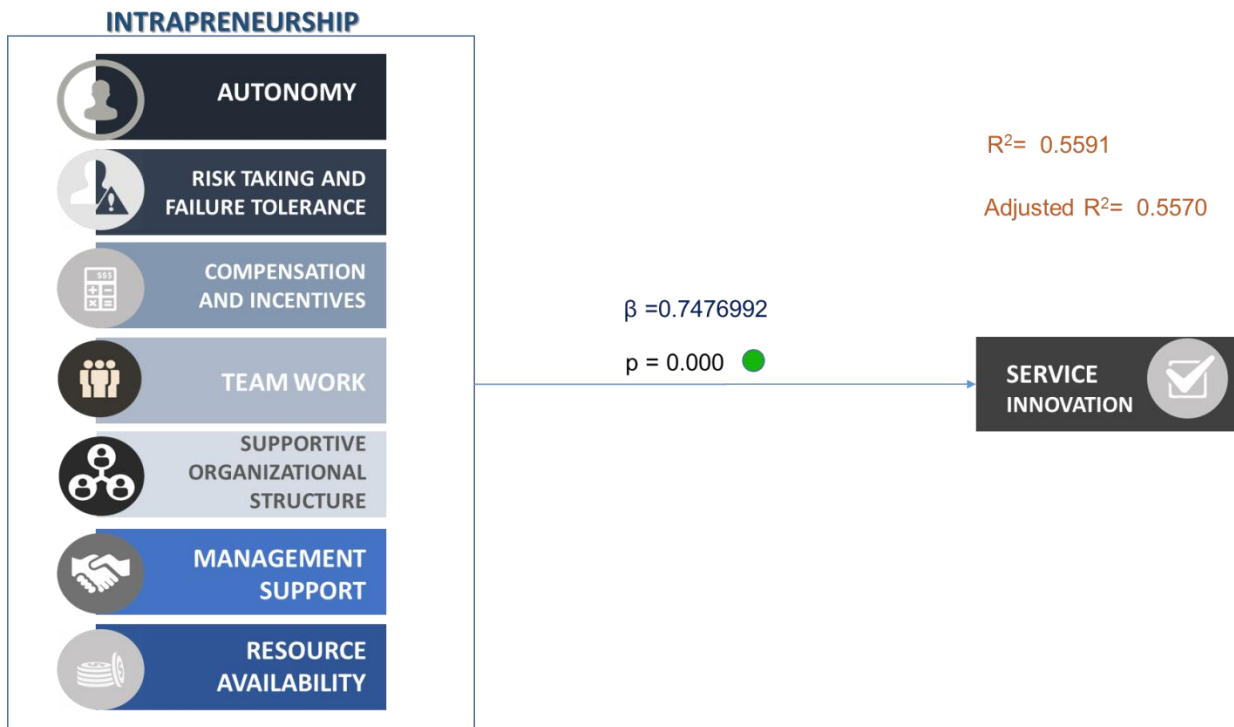 INTRAPRENEURSHIP
AUTONOMY
RISK TAKING AND
FAILURE TOLERANCE
$$$
COMPENSATION
AND INCENTIVES
TEAM WORK
SUPPORTIVE
ORGANIZATIONAL
STRUCTURE
MANAGEMENT
SUPPORT
RESOURCE
AVAILABILITY
β =0.7476992
p = 0.000
R²= 0.5591
Adjusted R²= 0.5570
SERVICE
INNOVATION